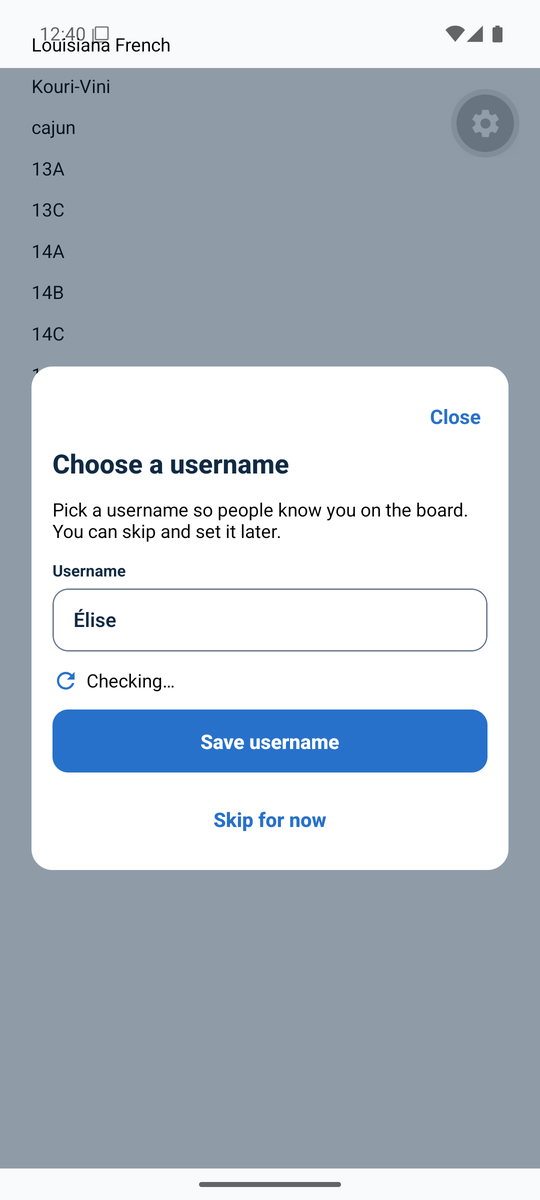 12:40
Louisiana French
Kouri-Vini
cajun
13A
13C
14A
14B
14C
Close
Choose a username
Pick a username so people know you on the board.
You can skip and set it later.
Username
Élise
Checking…
Save username
Skip for now